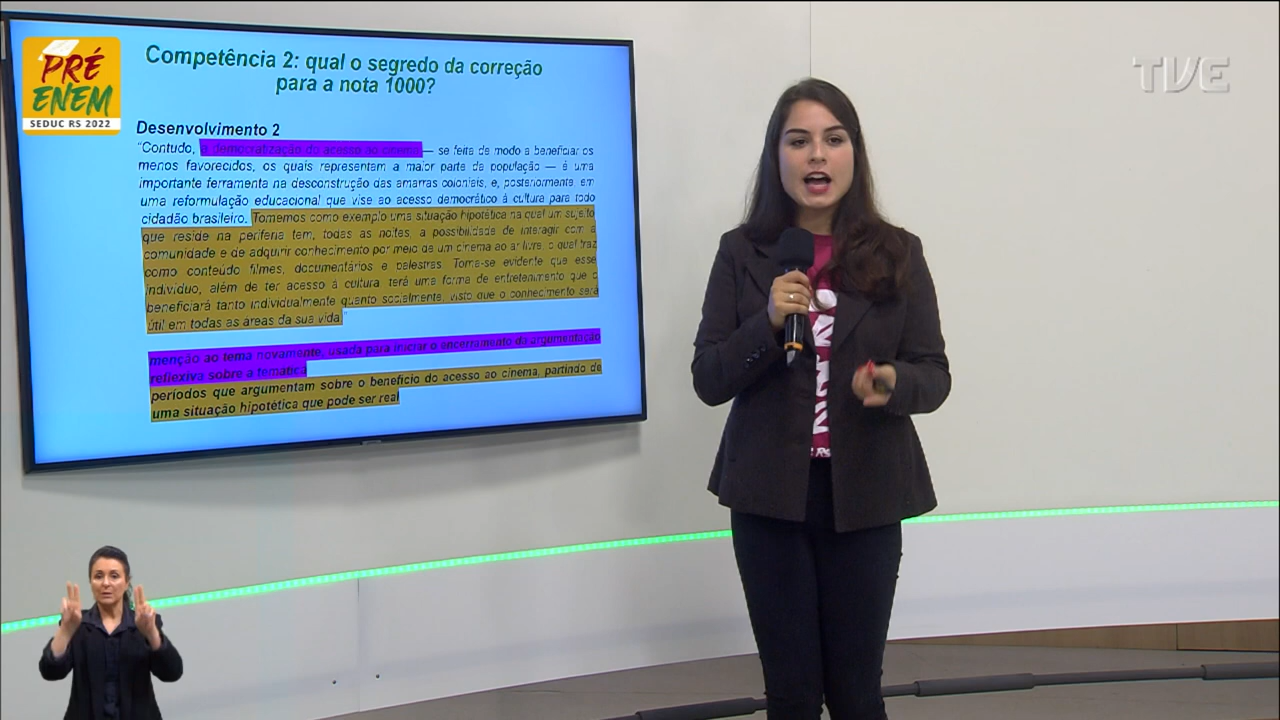 PRÉ
ENEM
SEDUC RS 2022
Competência 2: qual o segredo da correção
para a nota 1000?
TVE
Desenvolvimento 2
"Contudo, a democratização do acesso ao cinema — se feita de modo a beneficiar os
menos favorecidos, os quais representam a maior parte da população — é uma
importante ferramenta na desconstrução das amarras coloniais, e, posteriormente, em
uma reformulação educacional que vise ao acesso democrático à cultura para todo
cidadão brasileiro. Tomemos como exemplo uma situação hipotética na qual um sujeito
que reside na periferia tem, todas as noites, a possibilidade de interagir com a
comunidade e de adquirir conhecimento por meio de um cinema ao ar livre, o qual traz
como conteúdo filmes, documentários e palestras. Torna-se evidente que esse
indivíduo, além de ter acesso à cultura, terá uma forma de entretenimento que o
beneficiará tanto individualmente quanto socialmente, visto que o conhecimento será
útil em todas as áreas da sua vida."
menção ao tema novamente, usada para iniciar o encerramento da argumentação
reflexiva sobre a temática
períodos que argumentam sobre o benefício do acesso ao cinema, partindo de
uma situação hipotética que pode ser real